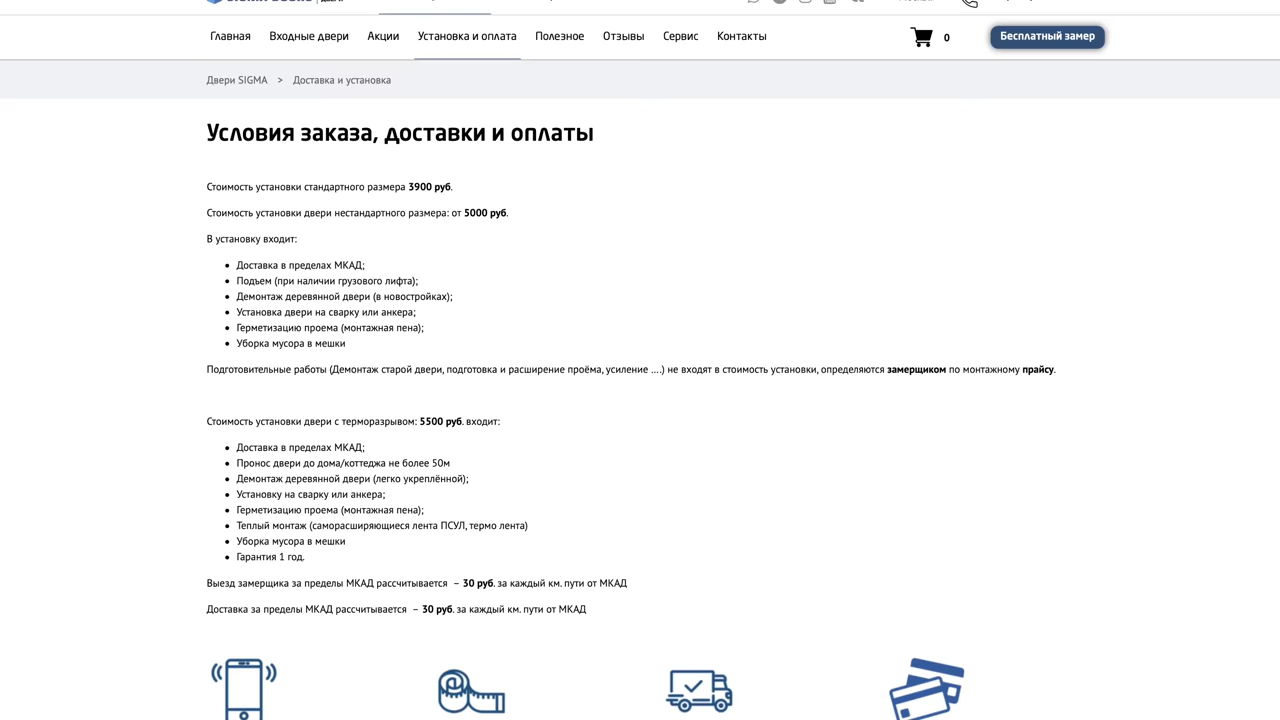 Главная Входные двери Акции Установка и оплата Полезное Отзывы Сервис Контакты 0 Бесплатный замер
Двери SIGMA > Доставка и установка
Условия заказа, доставки и оплаты
Стоимость установки стандартного размера 3900 руб.
Стоимость установки двери нестандартного размера: от 5000 руб.
В установку входит:
• Доставка в пределах МКАД;
• Подъем (при наличии грузового лифта);
• Демонтаж деревянной двери (в новостройках);
• Установка двери на сварку или анкера;
• Герметизацию проема (монтажная пена);
• Уборка мусора в мешки
Подготовительные работы (Демонтаж старой двери, подготовка и расширение проёма, усиление ….) не входят в стоимость установки, определяются замерщиком по монтажному прайсу.
Стоимость установки двери с терморазрывом: 5500 руб. входит:
• Доставка в пределах МКАД;
• Пронос двери до дома/коттеджа не более 50м
• Демонтаж деревянной двери (легко укреплённой);
• Установку на сварку или анкера;
• Герметизацию проема (монтажная пена);
• Теплый монтаж (саморасширяющиеся лента ПСУЛ, термо лента)
• Уборка мусора в мешки
• Гарантия 1 год.
Выезд замерщика за пределы МКАД рассчитывается – 30 руб. за каждый км. пути от МКАД
Доставка за пределы МКАД рассчитывается – 30 руб. за каждый км. пути от МКАД